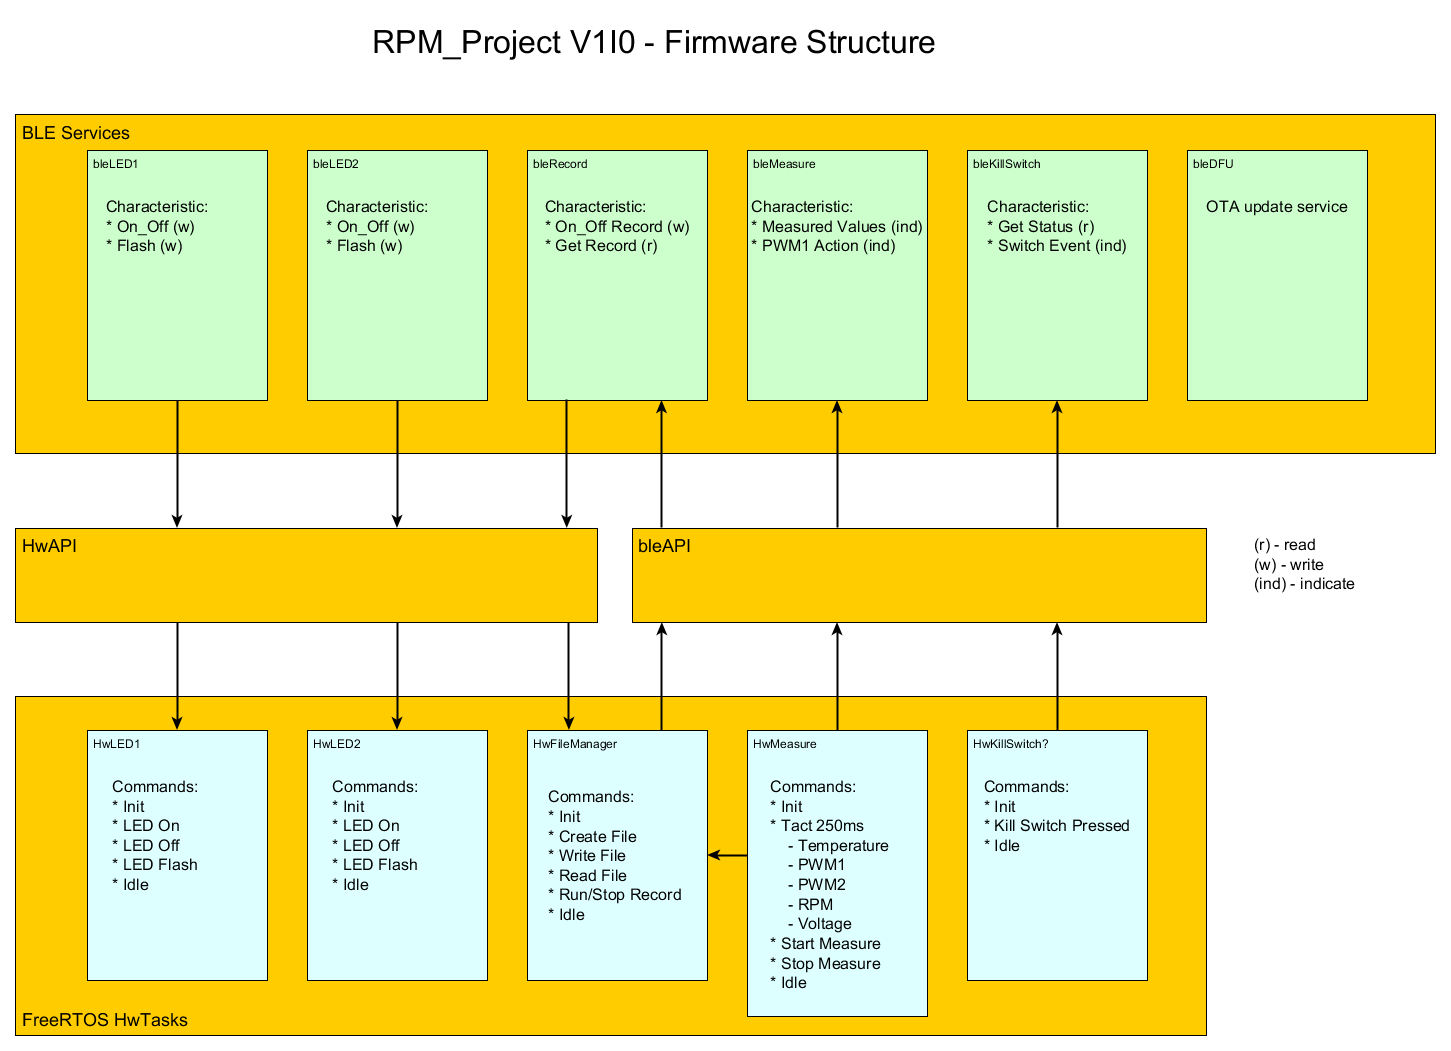 RPM_Project V1I0 - Firmware Structure
BLE Services
bleLED1
Characteristic:
* On_Off (w)
* Flash (w)
bleLED2
Characteristic:
* On_Off (w)
* Flash (w)
bleRecord
Characteristic:
* On_Off Record (w)
* Get Record (r)
bleMeasure
Characteristic:
* Measured Values (ind)
* PWM1 Action (ind)
bleKillSwitch
Characteristic:
* Get Status (r)
* Switch Event (ind)
bleDFU
OTA update service
HwAPI
bleAPI
(r) - read
(w) - write
(ind) - indicate
HwLED1
Commands:
* Init
* LED On
* LED Off
* LED Flash
* Idle
HwLED2
Commands:
* Init
* LED On
* LED Off
* LED Flash
* Idle
HwFileManager
Commands:
* Init
* Create File
* Write File
* Read File
* Run/Stop Record
* Idle
HwMeasure
Commands:
* Init
* Tact 250ms
- Temperature
- PWM1
- PWM2
- RPM
- Voltage
* Start Measure
* Stop Measure
* Idle
HwKillSwitch?
Commands:
* Init
* Kill Switch Pressed
* Idle
FreeRTOS HwTasks